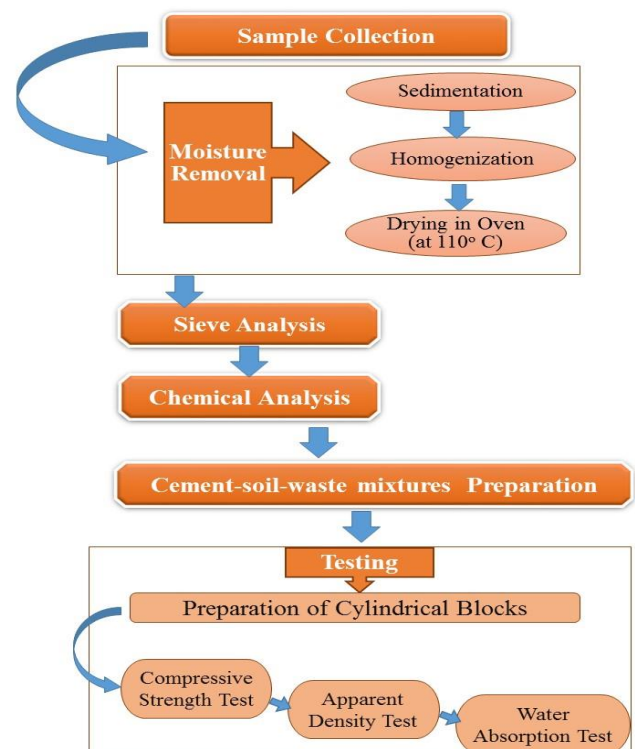 Sample Collection
Moisture
Removal
Sedimentation
Homogenization
Drying in Oven
(at 110° C)
Sieve Analysis
Chemical Analysis
Cement-soil-waste mixtures Preparation
Testing
Preparation of Cylindrical Blocks
Compressive
Strength Test
Apparent
Density Test
Water
Absorption Test